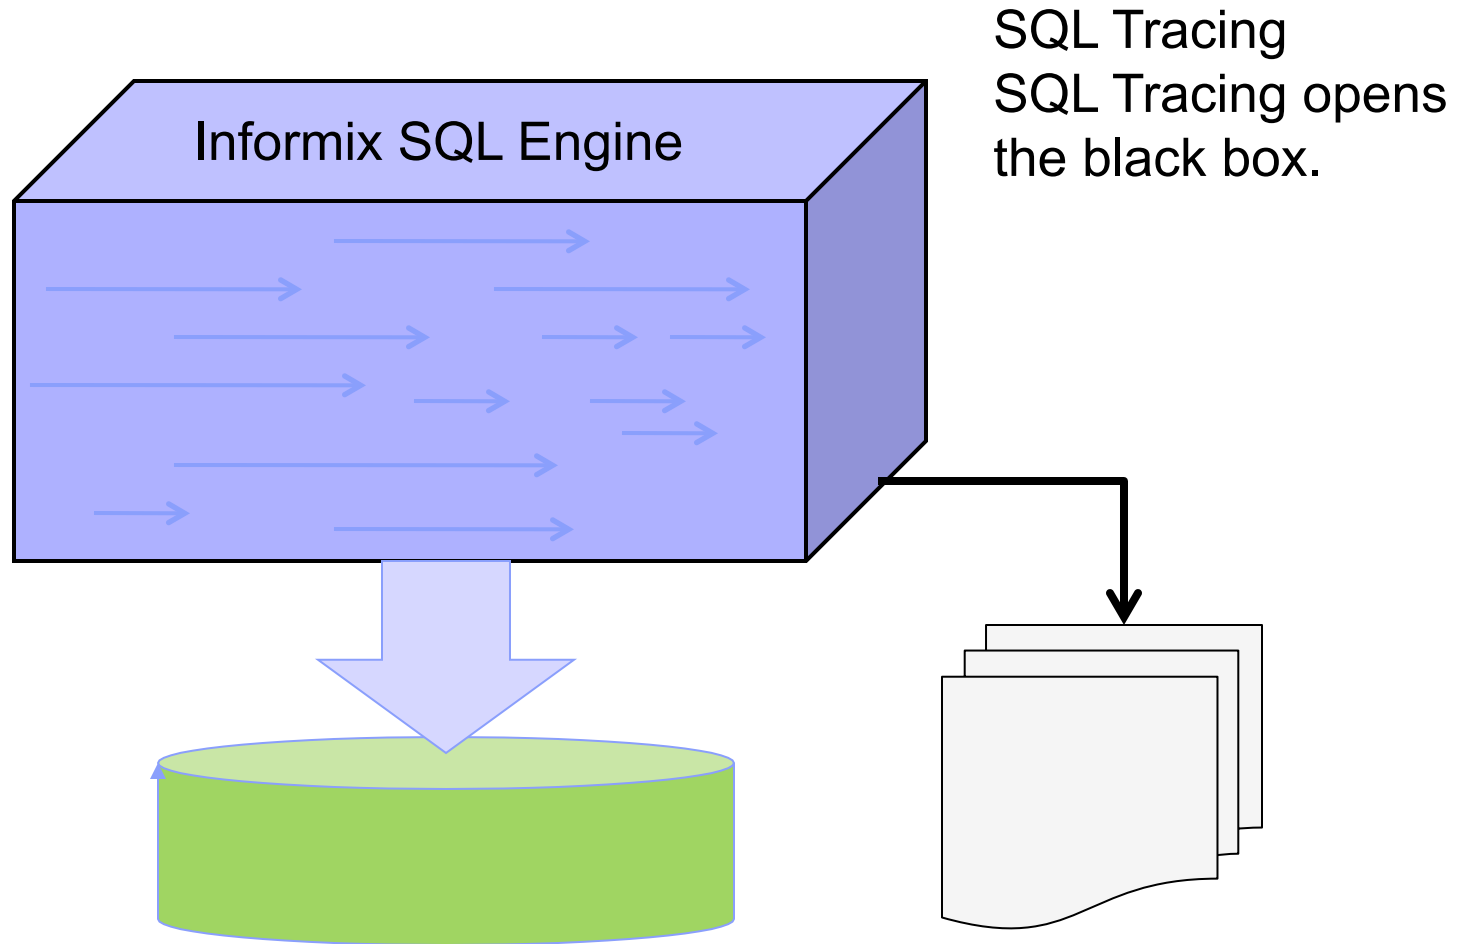 SQL Tracing
SQL Tracing opens
the black box.
Informix SQL Engine